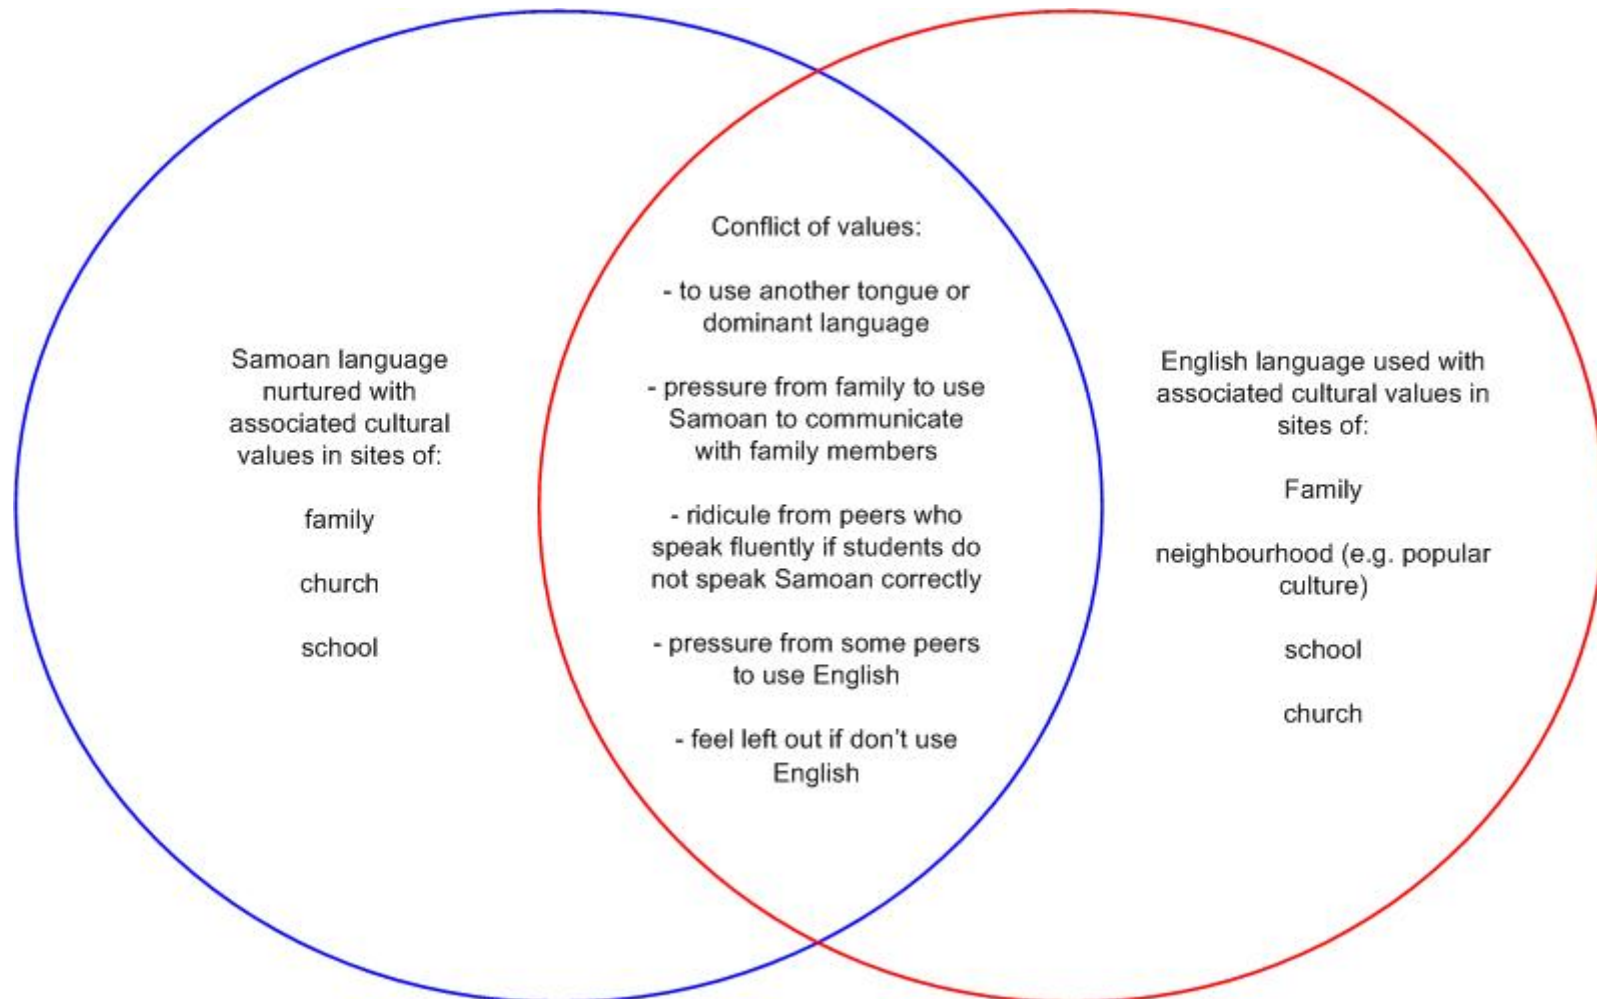 Samoan language
nurtured with
associated cultural
values in sites of:
family
church
school
Conflict of values:
- to use another tongue or
dominant language
- pressure from family to use
Samoan to communicate
with family members
- ridicule from peers who
speak fluently if students do
not speak Samoan correctly
- pressure from some peers
to use English
- feel left out if don’t use
English
English language used with
associated cultural values in
sites of:
Family
neighbourhood (e.g. popular
culture)
school
church